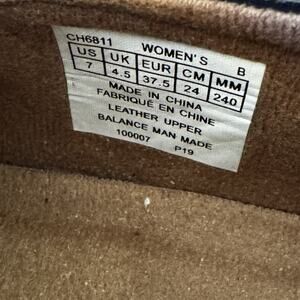 CH6811 WOMEN'S B
US UK EUR CM MM
7 4.5 37.5 24 240
MADE IN CHINA
FABRIQUÉ EN CHINE
LEATHER UPPER
BALANCE MAN MADE
100007 P19